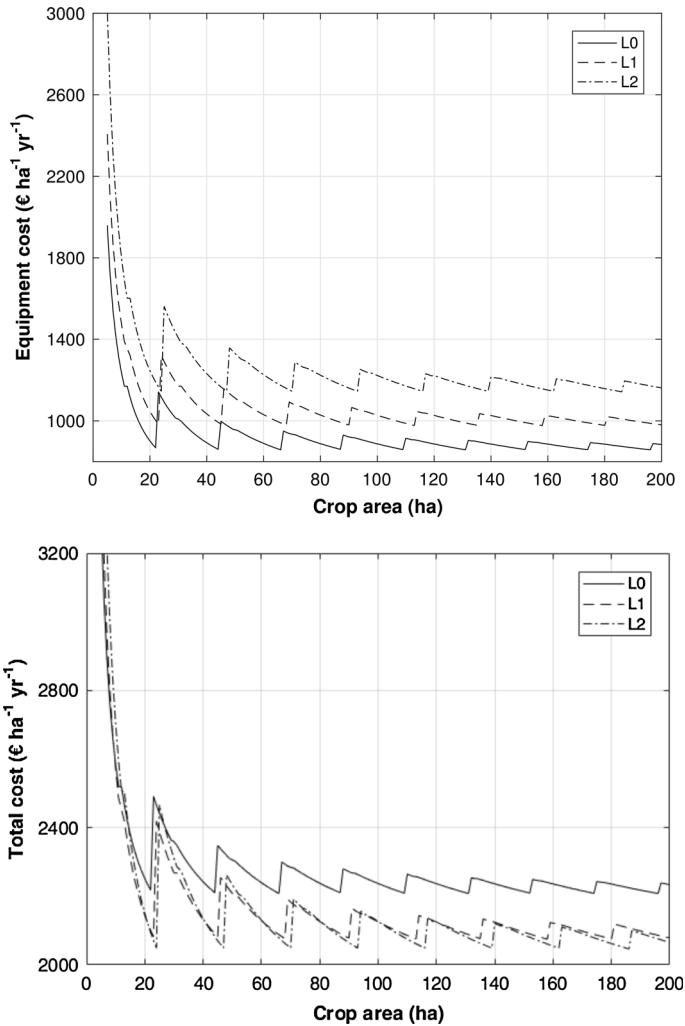 3000
2600
2200
1800
1400
1000
Equipment cost (€ ha-1 yr-1)
L0
L1
L2
0 20 40 60 80 100 120 140 160 180 200
Crop area (ha)
3200
2800
2400
2000
Total cost (€ ha-1 yr-1)
L0
L1
L2
0 20 40 60 80 100 120 140 160 180 200
Crop area (ha)